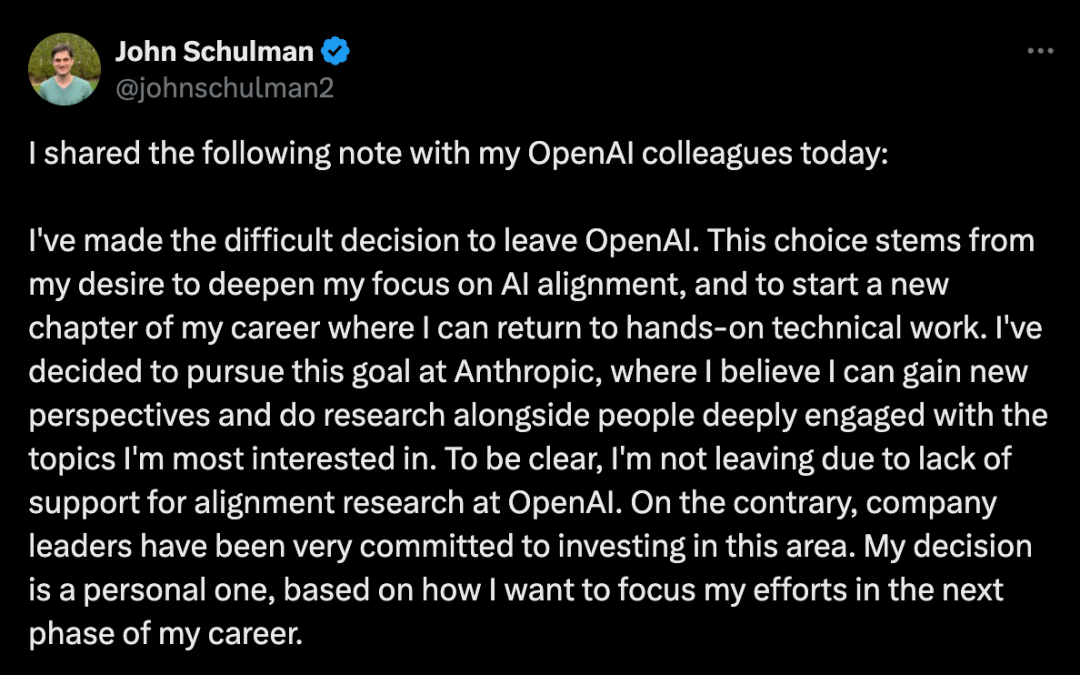 John Schulman
@johnschulman2
I shared the following note with my OpenAI colleagues today:
I've made the difficult decision to leave OpenAI. This choice stems from
my desire to deepen my focus on AI alignment, and to start a new
chapter of my career where I can return to hands-on technical work. I've
decided to pursue this goal at Anthropic, where I believe I can gain new
perspectives and do research alongside people deeply engaged with the
topics I'm most interested in. To be clear, I'm not leaving due to lack of
support for alignment research at OpenAI. On the contrary, company
leaders have been very committed to investing in this area. My decision
is a personal one, based on how I want to focus my efforts in the next
phase of my career.